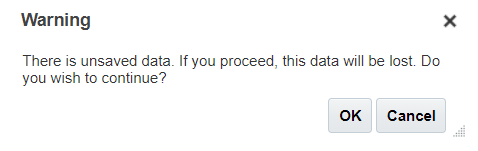 Warning
There is unsaved data. If you proceed, this data will be lost. Do
you wish to continue?
OK Cancel